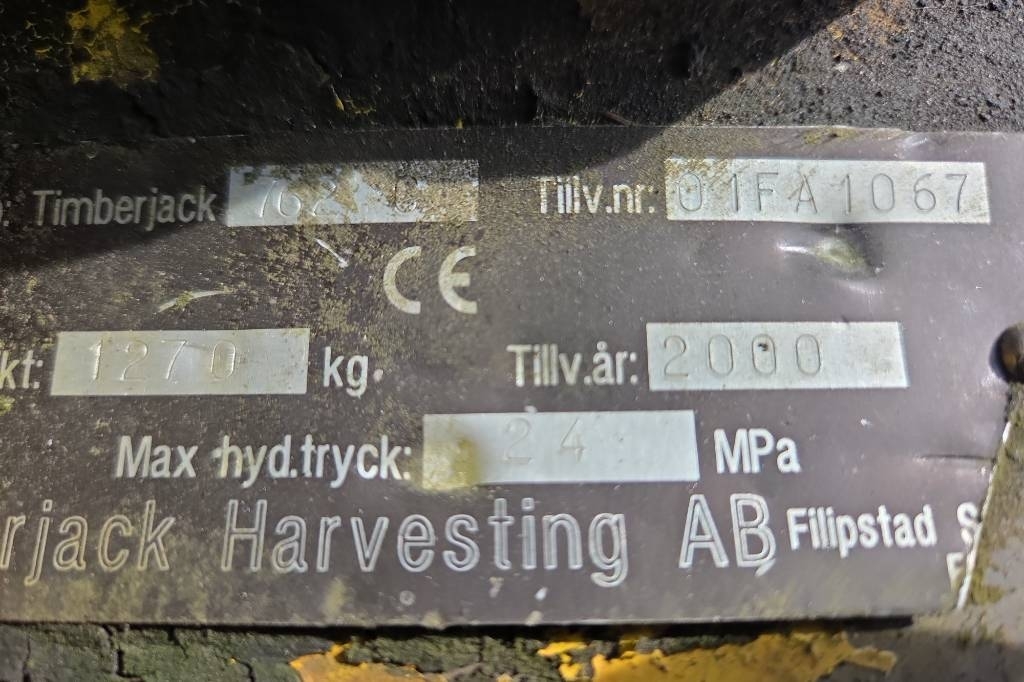 Timberjack 762 C Tillv.nr: 01FA1067
CE
kt: 1270 kg. Tillv.år: 2000
Max hyd.tryck: 24 MPa
rjack Harvesting AB Filipstad S